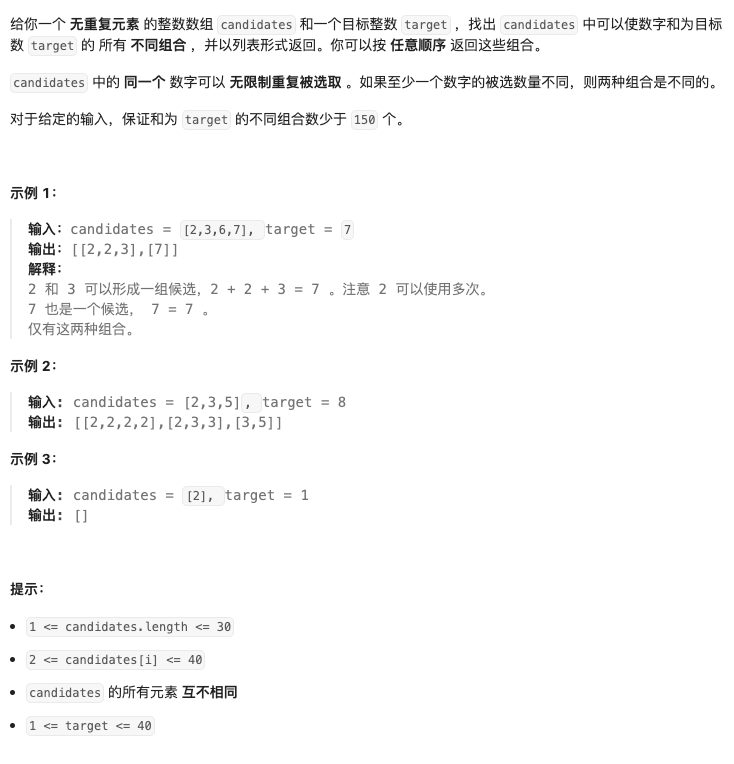 给你一个 无重复元素 的整数数组 candidates 和一个目标整数 target ，找出 candidates 中可以使数字和为目标
数 target 的 所有 不同组合 ，并以列表形式返回。你可以按 任意顺序 返回这些组合。
candidates 中的 同一个 数字可以 无限制重复被选取 。如果至少一个数字的被选数量不同，则两种组合是不同的。
对于给定的输入，保证和为 target 的不同组合数少于 150 个。
示例 1：
输入：candidates = [2,3,6,7], target = 7
输出：[[2,2,3],[7]]
解释：
2 和 3 可以形成一组候选，2 + 2 + 3 = 7 。注意 2 可以使用多次。
7 也是一个候选， 7 = 7 。
仅有这两种组合。
示例 2：
输入: candidates = [2,3,5], target = 8
输出: [[2,2,2,2],[2,3,3],[3,5]]
示例 3：
输入: candidates = [2], target = 1
输出: []
提示：
• 1 <= candidates.length <= 30
• 2 <= candidates[i] <= 40
• candidates 的所有元素 互不相同
• 1 <= target <= 40